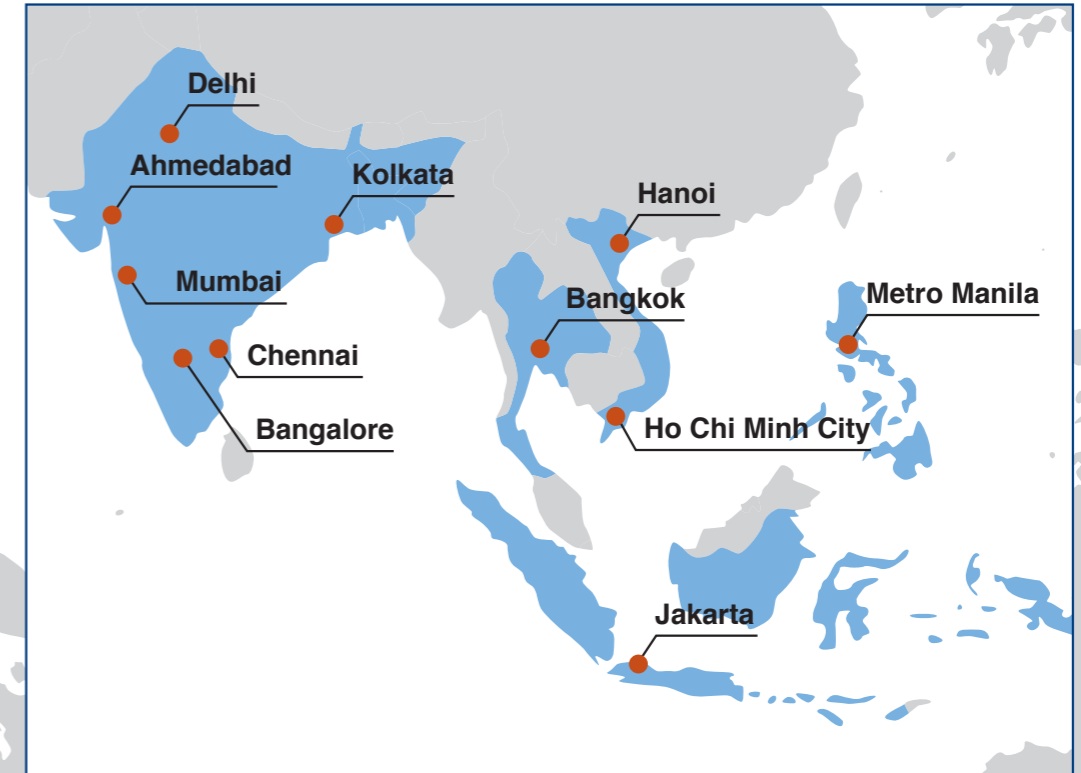 Delhi
Ahmedabad
Kolkata
Hanoi
Mumbai
Bangkok
Metro Manila
Chennai
Bangalore
Ho Chi Minh City
Jakarta